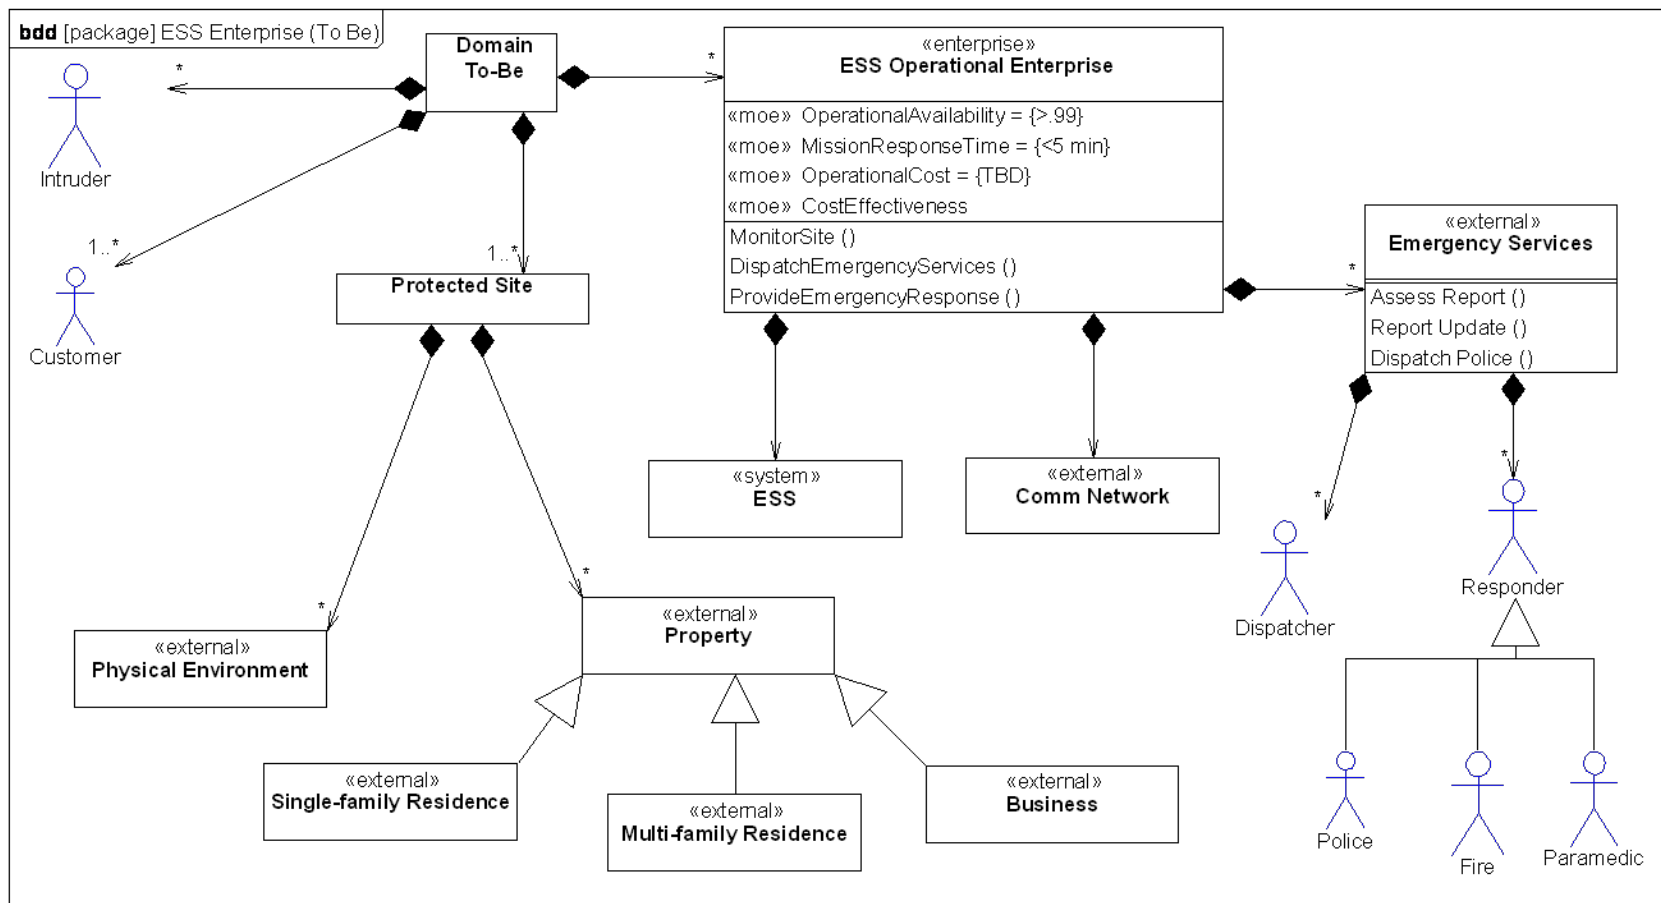 bdd [package] ESS Enterprise (To Be)
Domain
To-Be
*
*
1..*
1..*
Intruder
Customer
«enterprise»
ESS Operational Enterprise
«moe» OperationalAvailability = {>.99}
«moe» MissionResponseTime = {<5 min}
«moe» OperationalCost = {TBD}
«moe» CostEffectiveness
MonitorSite ()
DispatchEmergencyServices ()
ProvideEmergencyResponse ()
*
«external»
Emergency Services
Assess Report ()
Report Update ()
Dispatch Police ()
Protected Site
«system»
ESS
«external»
Comm Network
*
*
Dispatcher
Responder
*
*
«external»
Physical Environment
«external»
Property
«external»
Single-family Residence
«external»
Multi-family Residence
«external»
Business
Police
Fire
Paramedic